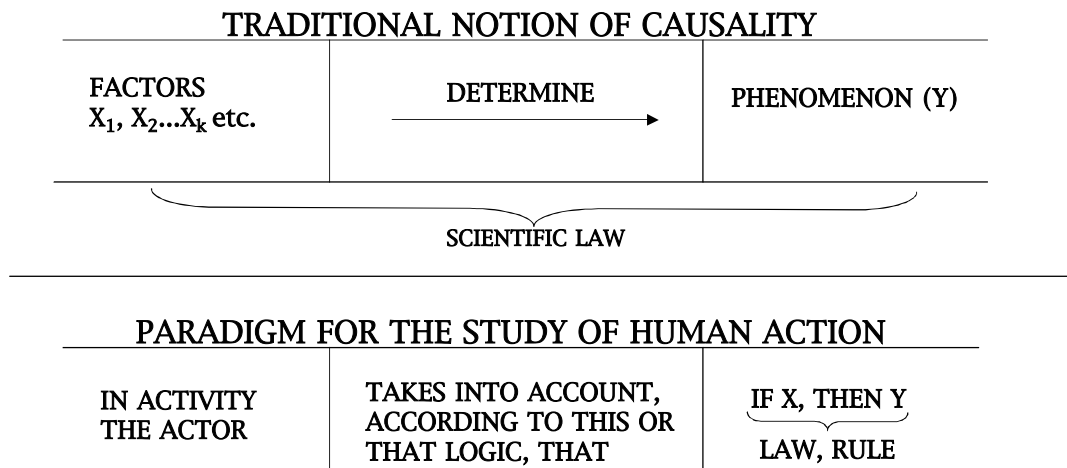 TRADITIONAL NOTION OF CAUSALITY
FACTORS
X₁, X₂...Xₖ etc.
DETERMINE
PHENOMENON (Y)
SCIENTIFIC LAW
PARADIGM FOR THE STUDY OF HUMAN ACTION
IN ACTIVITY
THE ACTOR
TAKES INTO ACCOUNT,
ACCORDING TO THIS OR
THAT LOGIC, THAT
IF X, THEN Y
LAW, RULE